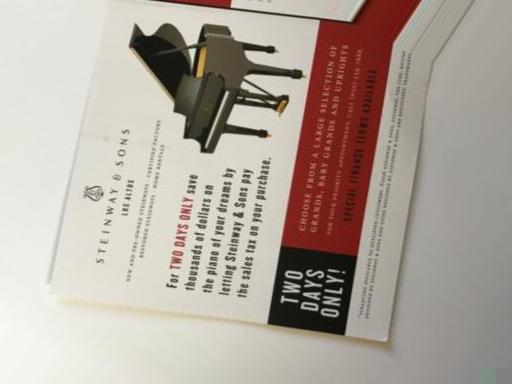 STEINWAY & SONS
LOS ALTOS
NEW AND PRE-OWNED STEINWAYS · CERTIFIED FACTORY
RESTORED STEINWAYS · HOME RENTALS
For TWO DAYS ONLY save
thousands of dollars on
the piano of your dreams by
letting Steinway & Sons pay
the sales tax on your purchase.
TWO
DAYS
ONLY!
CHOOSE FROM A LARGE SELECTION OF
GRANDS, BABY GRANDS AND UPRIGHTS
FOR YOUR PRIORITY APPOINTMENT, CALL
SPECIAL FINANCE TERMS AVAILABLE.